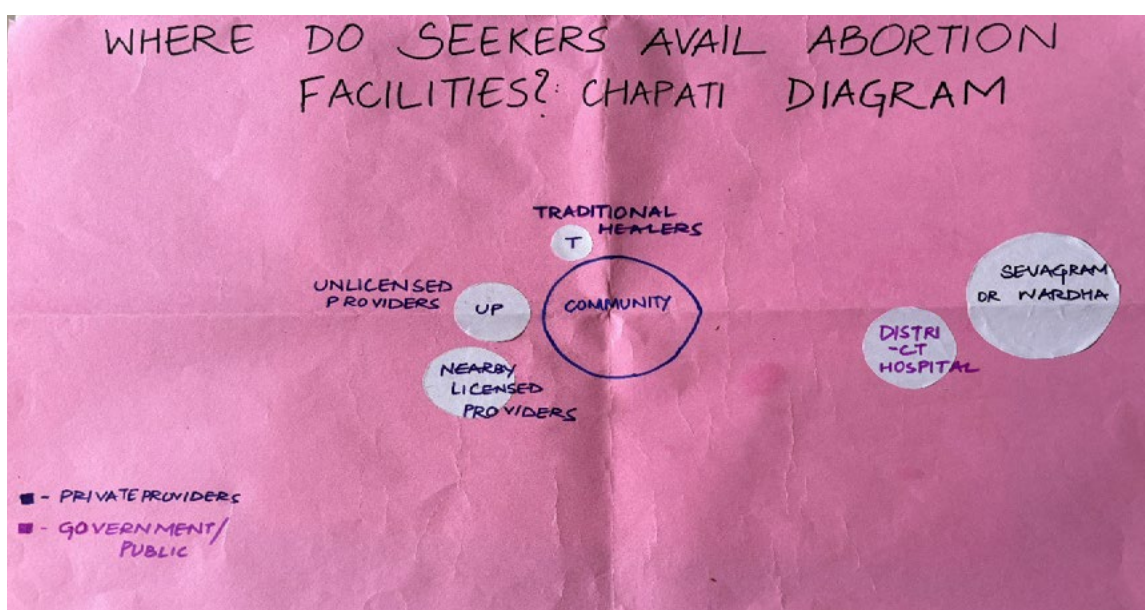 WHERE DO SEEKERS AVAIL ABORTION
FACILITIES? CHAPATI DIAGRAM
TRADITIONAL
HEALERS
T
UNLICENSED
PROVIDERS
UP
COMMUNITY
NEARBY
LICENSED
PROVIDERS
SEVAGRAM
OR WARDHA
DISTRI
-CT
HOSPITAL
- PRIVATE PROVIDERS
- GOVERNMENT/
PUBLIC